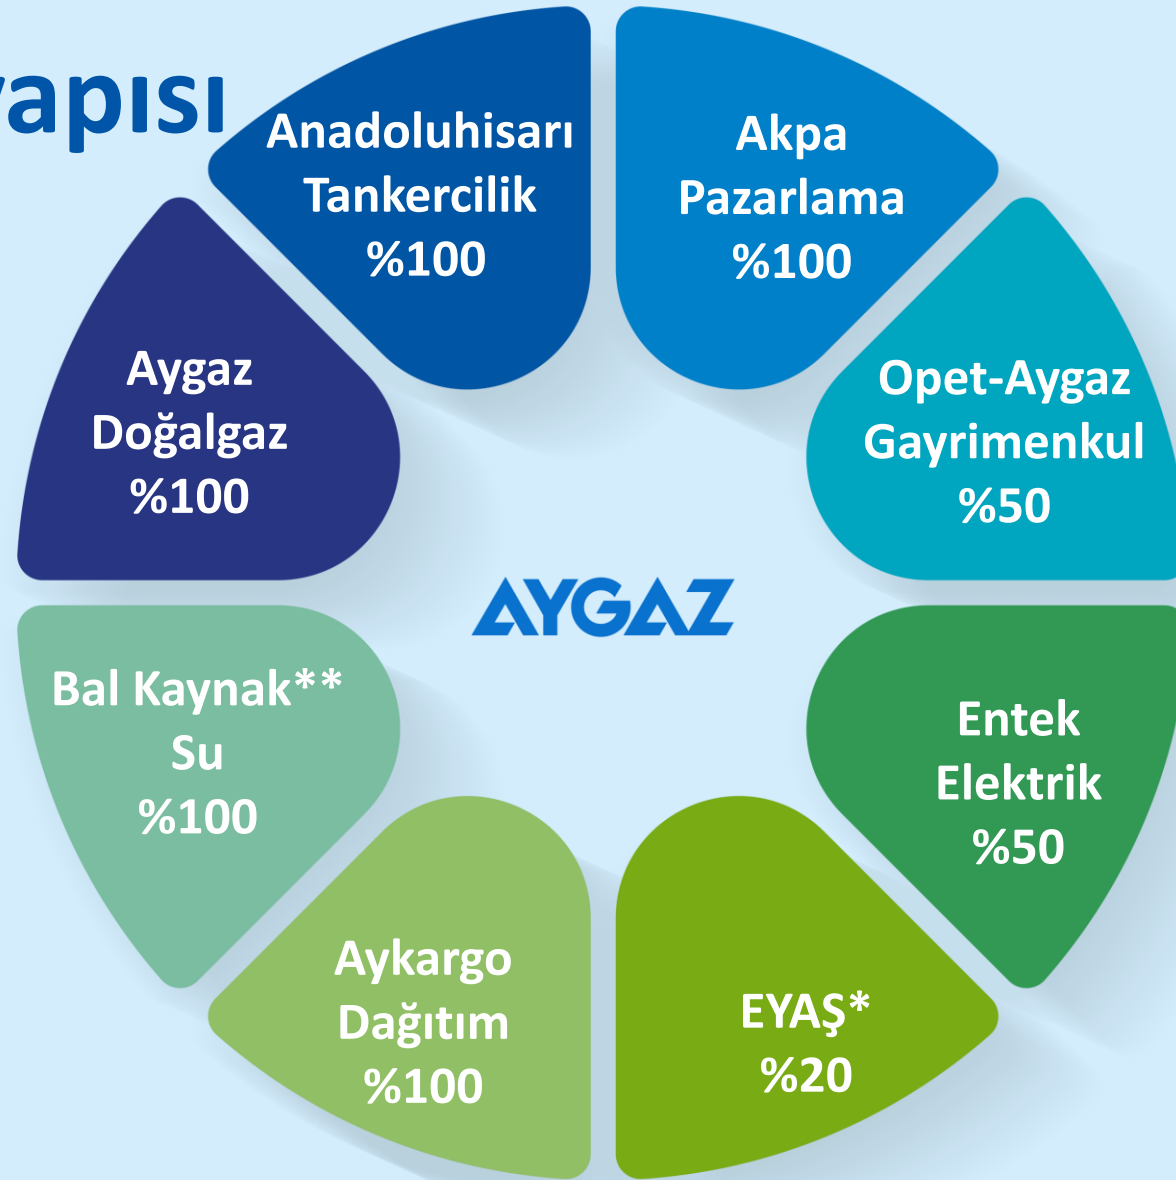 yapısı
Anadoluhisarı
Tankercilik
%100
Akpa
Pazarlama
%100
Aygaz
Doğalgaz
%100
Opet-Aygaz
Gayrimenkul
%50
AYGAZ
Bal Kaynak**
Su
%100
Entek
Elektrik
%50
Aykargo
Dağıtım
%100
EYAŞ*
%20